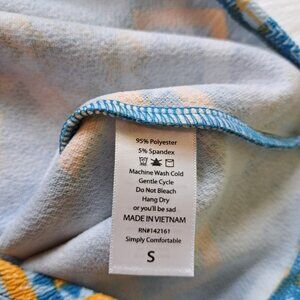 95% Polyester
5% Spandex
Machine Wash Cold
Gentle Cycle
Do Not Bleach
Hang Dry
or you'll be sad
MADE IN VIETNAM
RN#142161
Simply Comfortable
S